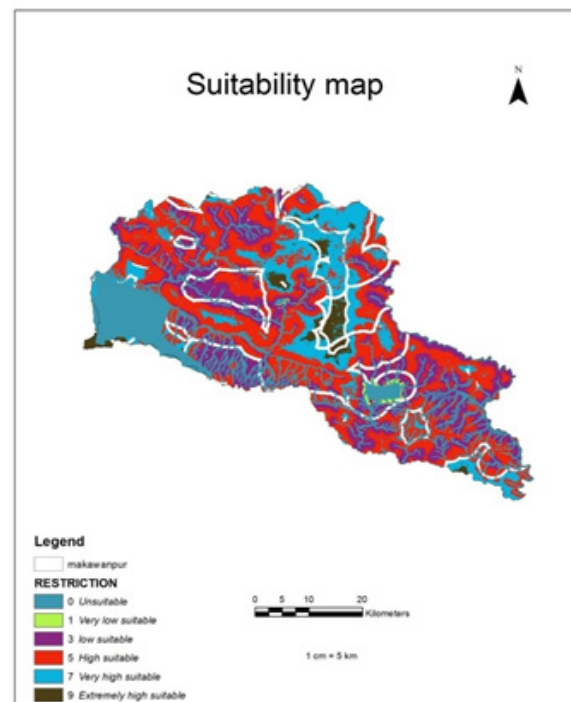 Suitability map
N
Legend
makawanpur
RESTRICTION
0 Unsuitable
1 Very low suitable
3 low suitable
5 High suitable
7 Very high suitable
9 Extremely high suitable
0 5 10 20
Kilometers
1 cm = 5 km